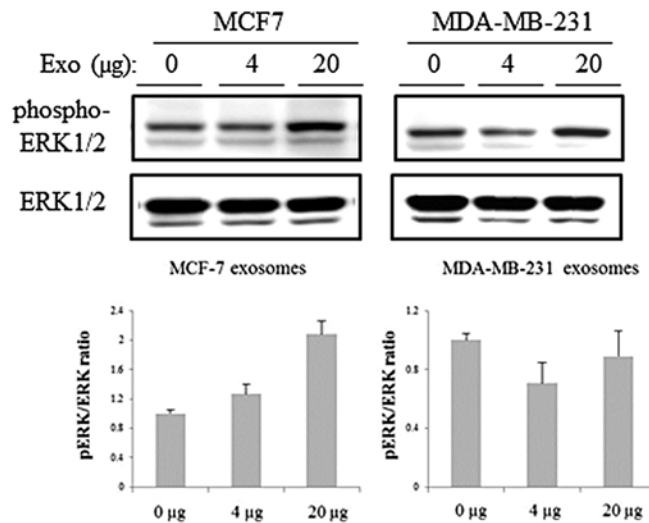 MCF7 MDA-MB-231
Exo (µg): 0 4 20 0 4 20
phospho-
ERK1/2
ERK1/2
MCF-7 exosomes MDA-MB-231 exosomes
pERK/ERK ratio
2.4
2
1.6
1.2
0.8
0.4
0
0 µg 4 µg 20 µg
pERK/ERK ratio
1.2
0.8
0.4
0
0 µg 4 µg 20 µg